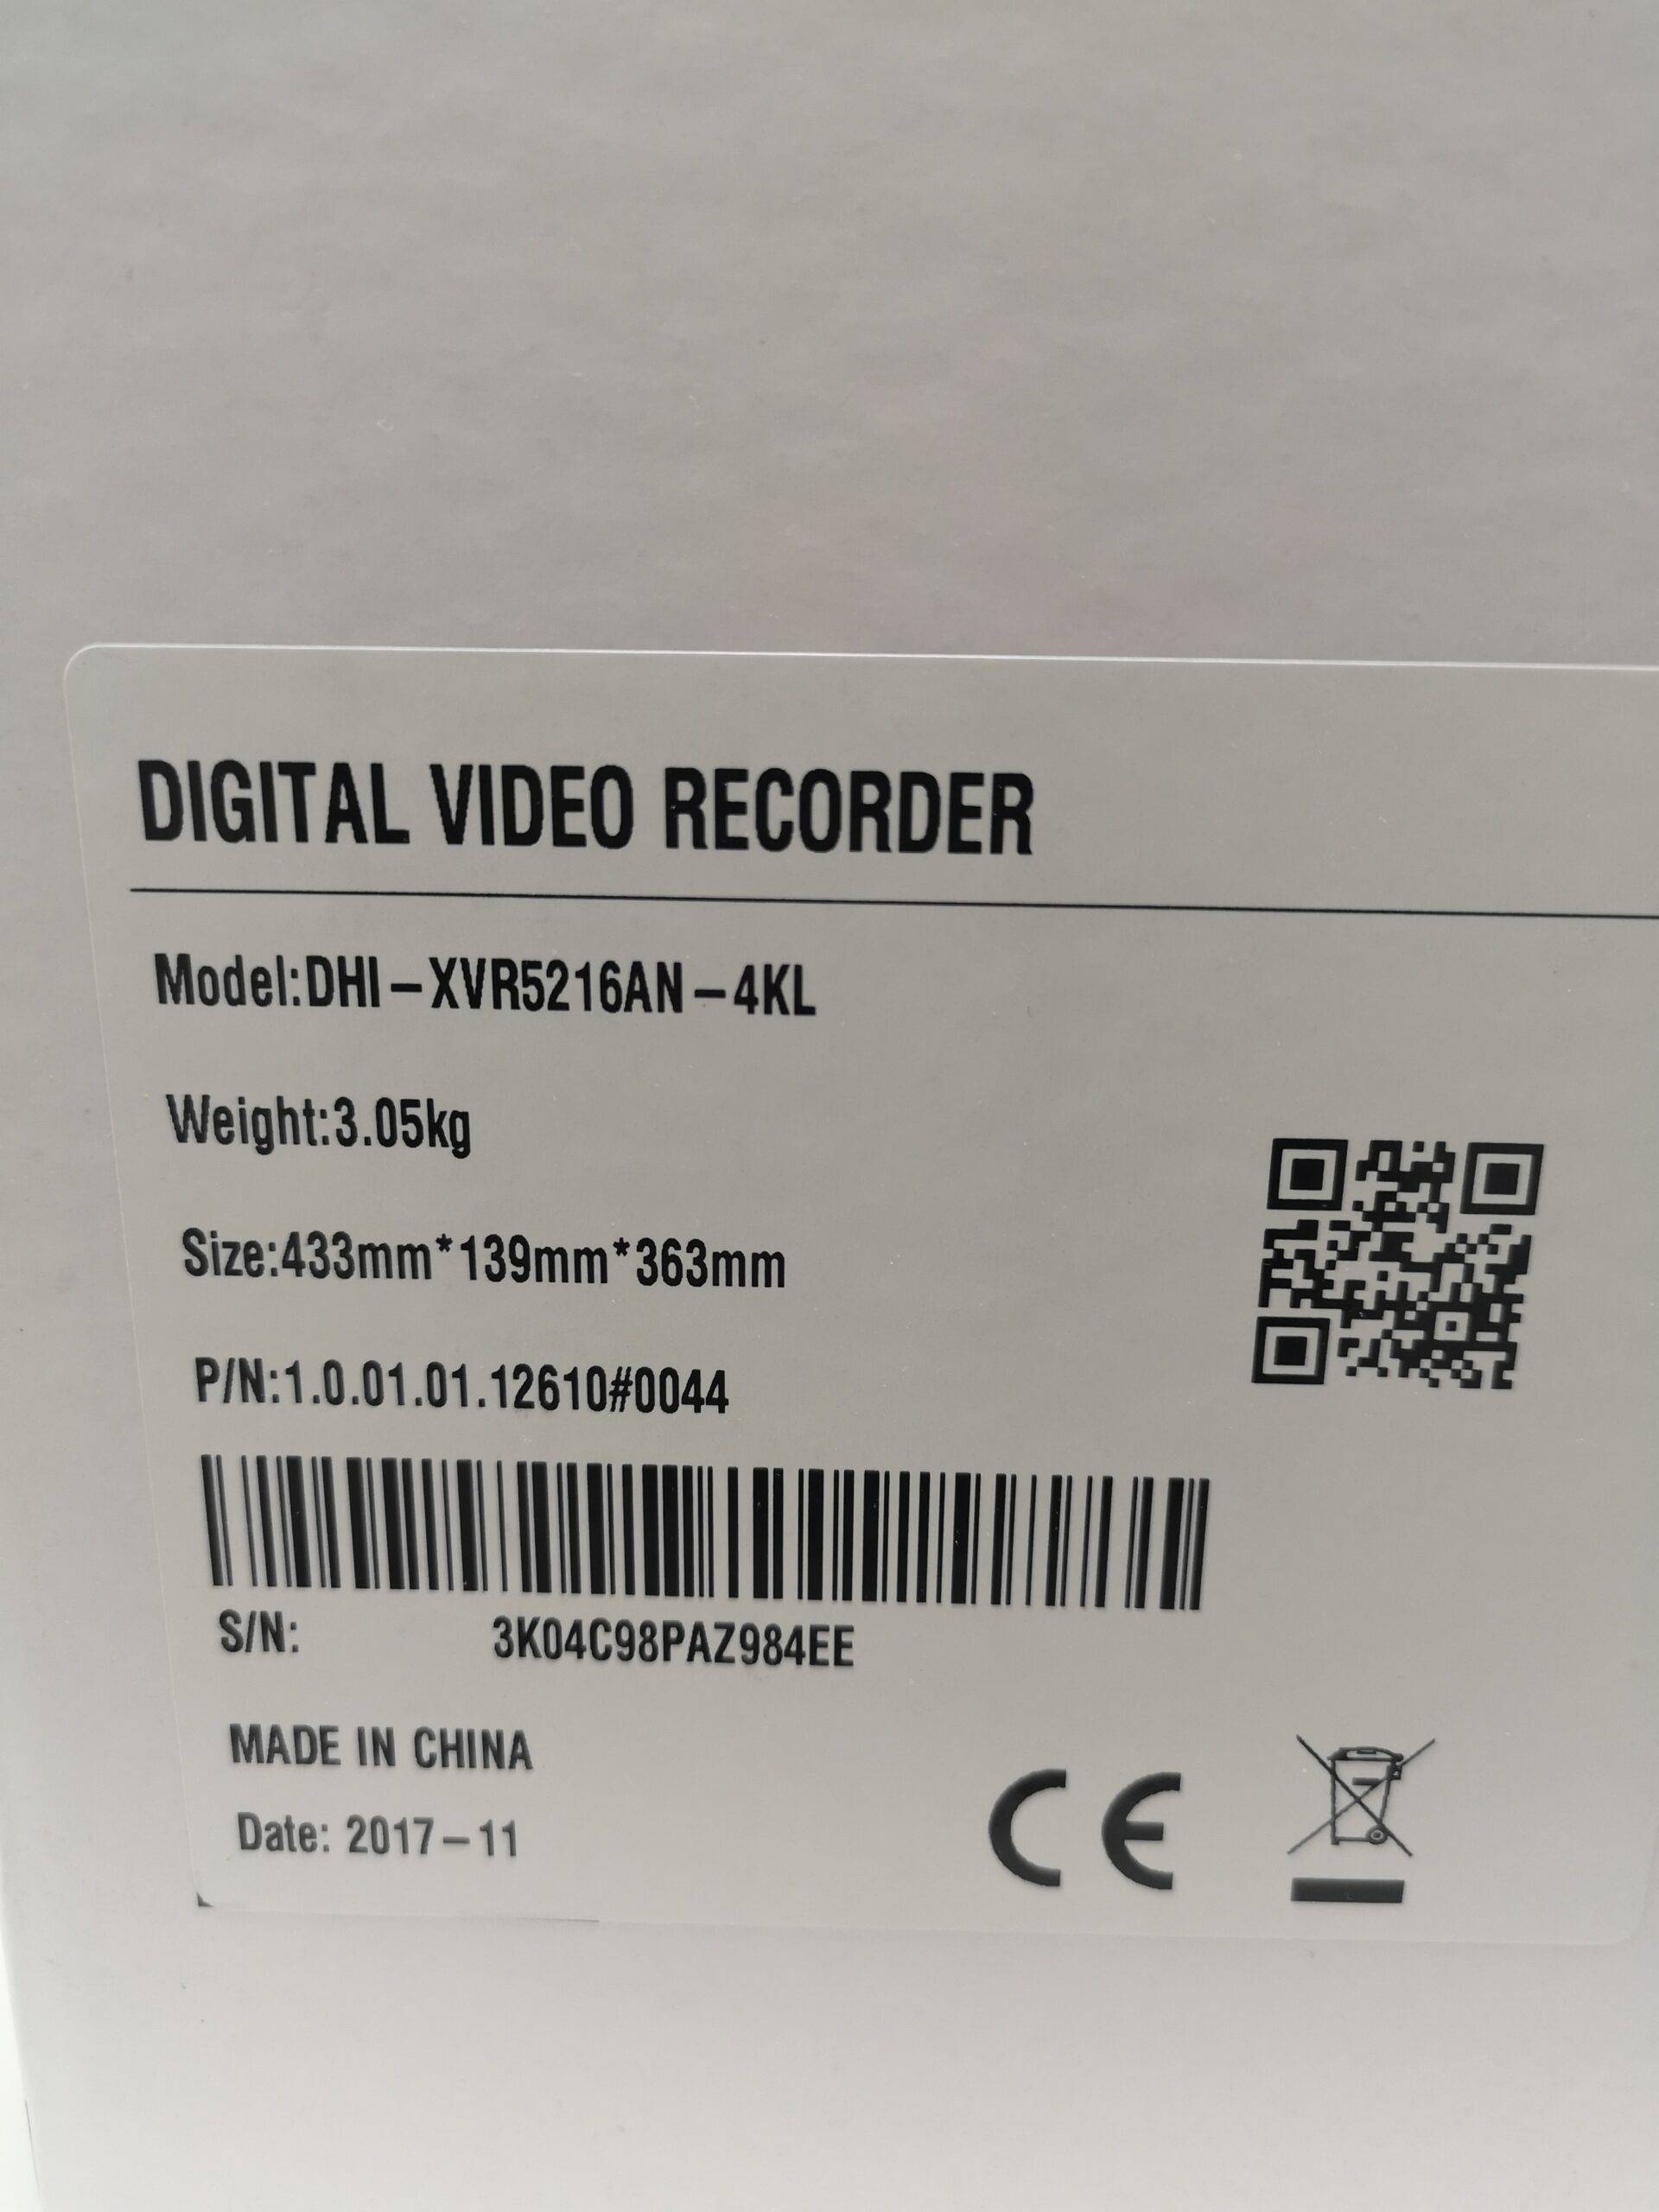 DIGITAL VIDEO RECORDER
Model:DHI-XVR5216AN-4KL
Weight:3.05kg
Size:433mm*139mm*363mm
P/N:1.0.01.01.12610#0044
S/N: 3K04C98PAZ984EE
MADE IN CHINA
Date: 2017-11
CE